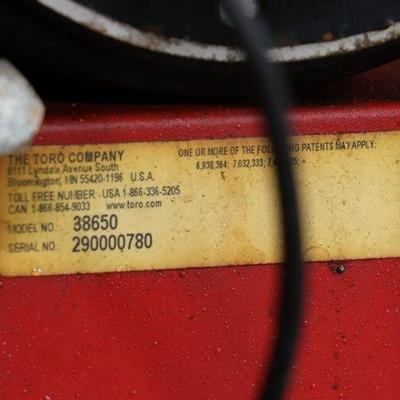 THE TORO COMPANY
8111 Lyndale Avenue South
Bloomington, MN 55420-1196 U.S.A.
TOLL FREE NUMBER: USA 1-866-336-5205
CAN 1-866-854-9033 www.toro.com
MODEL NO.: 38650
SERIAL NO.: 290000780
ONE OR MORE OF THE FOLLOWING PATENTS MAY APPLY:
6,938,364; 7,032,333;